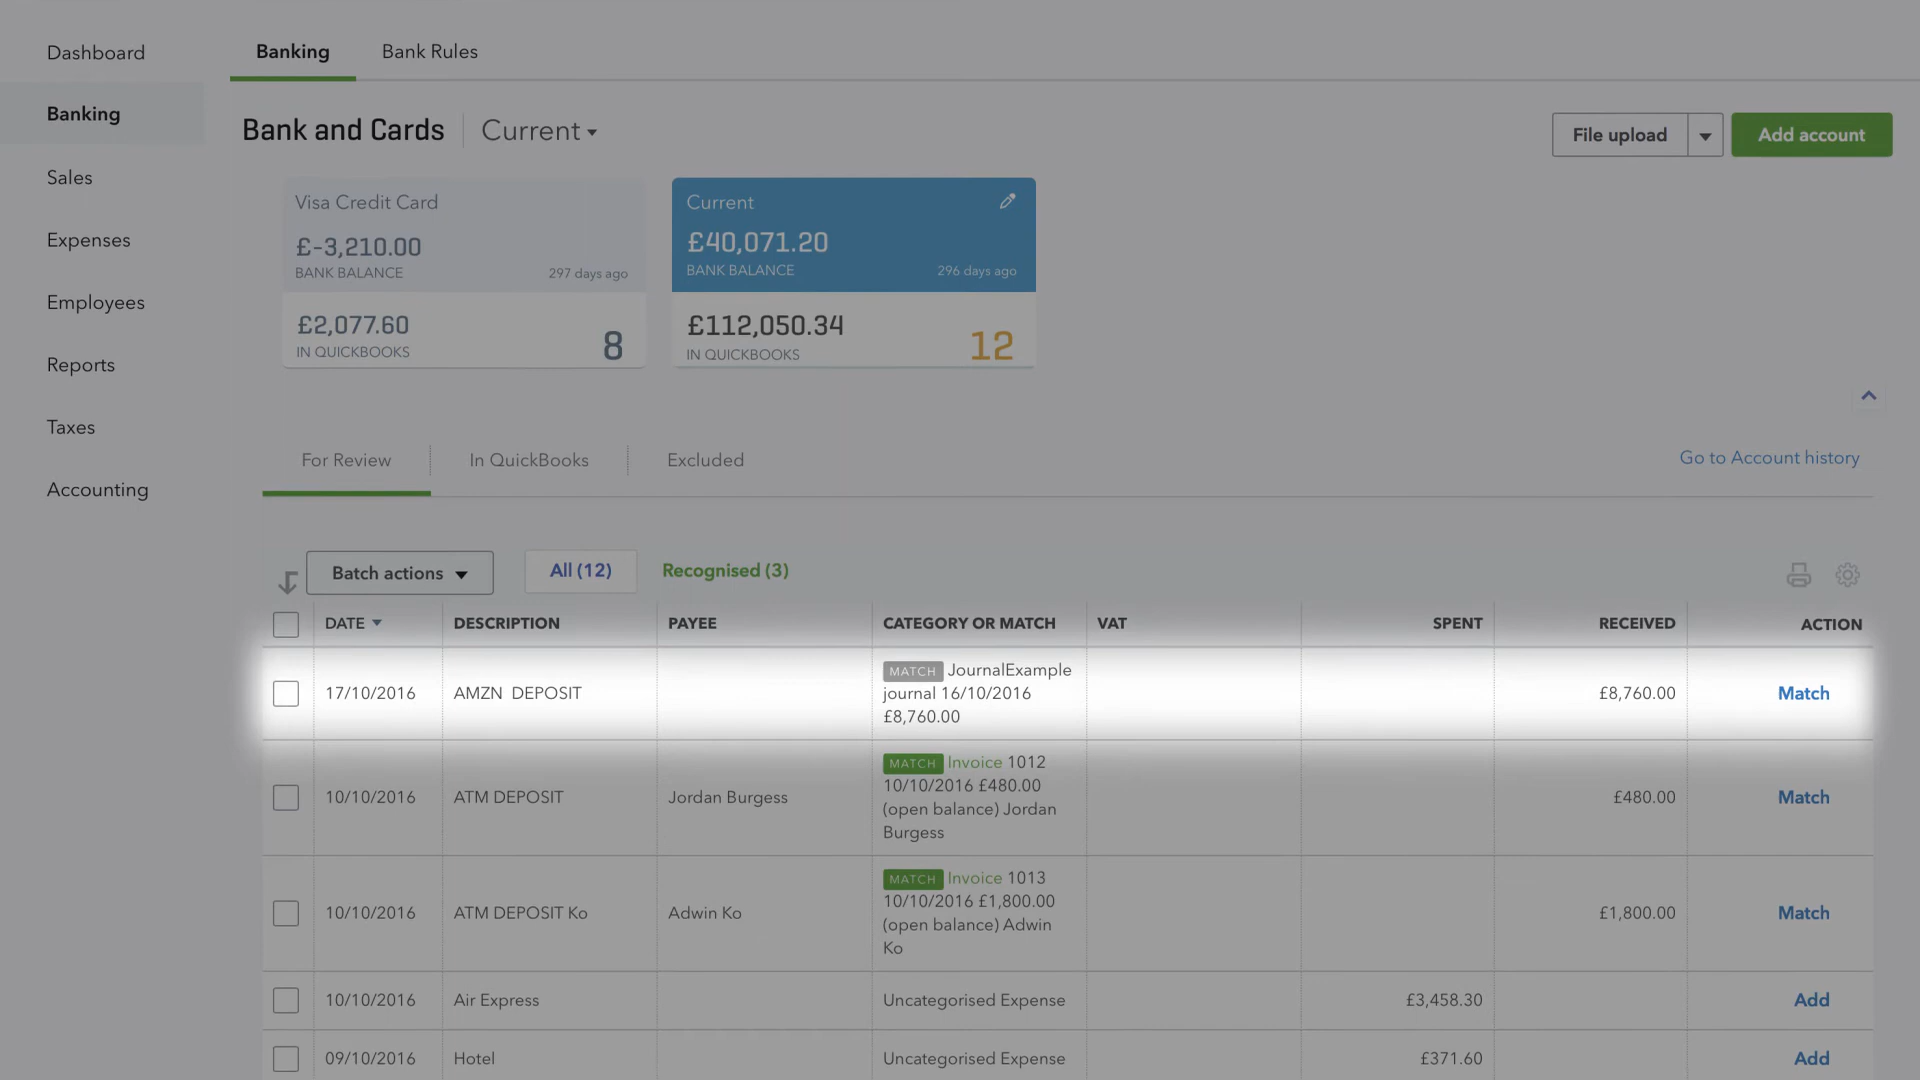 Dashboard
Banking
Sales
Expenses
Employees
Reports
Taxes
Accounting
Banking
Bank Rules
Bank and Cards
Current
File upload
Add account
Visa Credit Card
£-3,210.00
BANK BALANCE
297 days ago
£2,077.60
IN QUICKBOOKS
8
Current
£40,071.20
BANK BALANCE
296 days ago
£112,050.34
IN QUICKBOOKS
12
For Review
In QuickBooks
Excluded
Go to Account history
Batch actions
All (12)
Recognised (3)
DATE
DESCRIPTION
PAYEE
CATEGORY OR MATCH
VAT
SPENT
RECEIVED
ACTION
17/10/2016
AMZN DEPOSIT
MATCH JournalExample
journal 16/10/2016
£8,760.00
£8,760.00
Match
10/10/2016
ATM DEPOSIT
Jordan Burgess
MATCH Invoice 1012
10/10/2016 £480.00
(open balance) Jordan
Burgess
£480.00
Match
10/10/2016
ATM DEPOSIT Ko
Adwin Ko
MATCH Invoice 1013
10/10/2016 £1,800.00
(open balance) Adwin
Ko
£1,800.00
Match
10/10/2016
Air Express
Uncategorised Expense
£3,458.30
Add
09/10/2016
Hotel
Uncategorised Expense
£371.60
Add